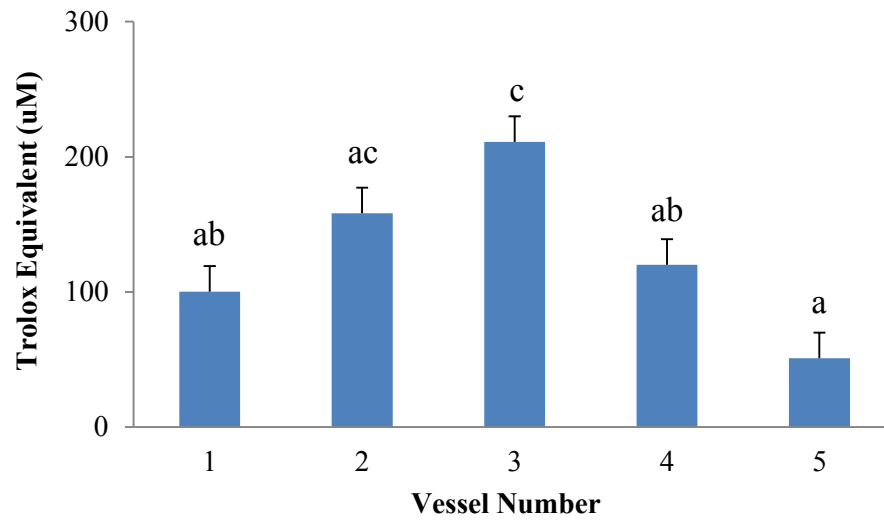 Trolox Equivalent (uM)
300
200
100
0
ab
ac
c
ab
a
1 2 3 4 5
Vessel Number